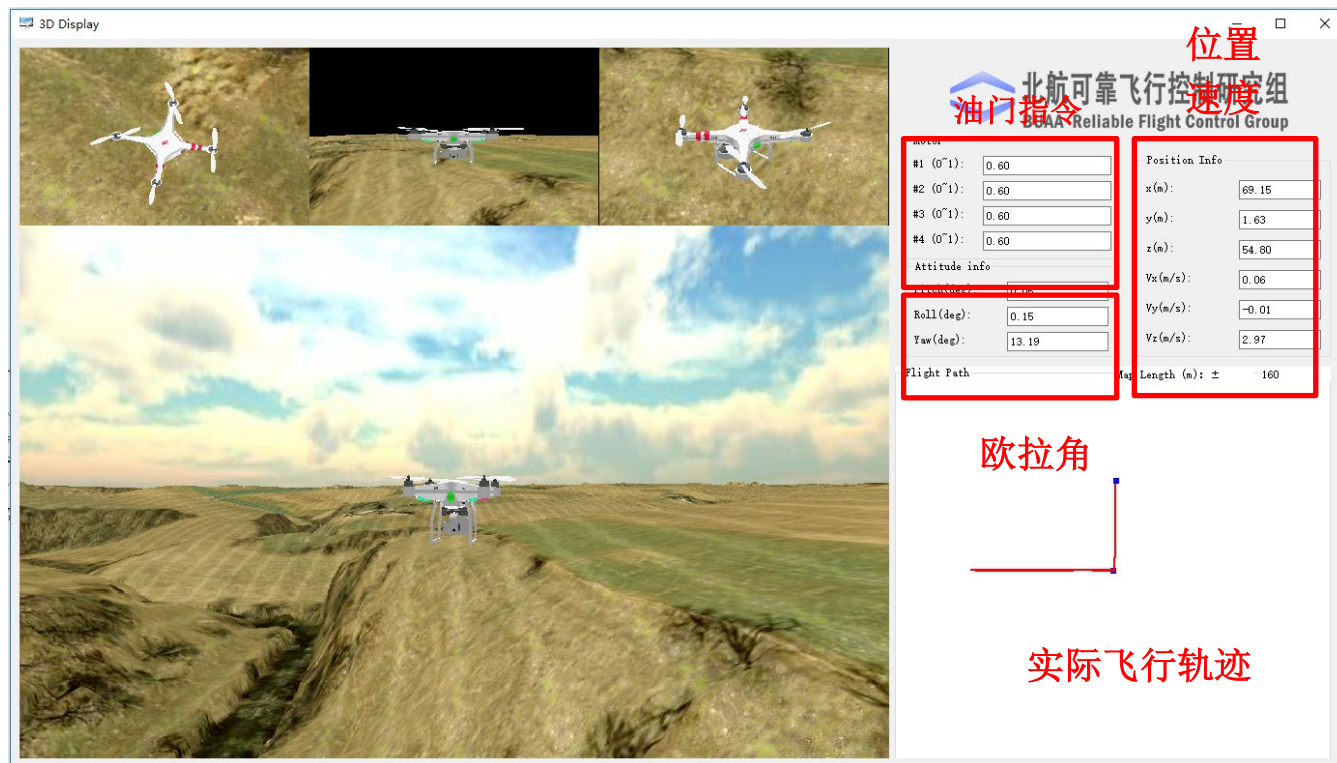 3D Display
位置
速度
北航可靠飞行控制研究组
BUAA Reliable Flight Control Group
油门指令
Motor
#1 (0~1): 0.60
#2 (0~1): 0.60
#3 (0~1): 0.60
#4 (0~1): 0.60
Attitude info
Roll(deg): 0.15
Yaw(deg): 13.19
Position Info
x(m): 69.15
y(m): 1.63
z(m): 54.80
Vx(m/s): 0.06
Vy(m/s): -0.01
Vz(m/s): 2.97
Flight Path
Map Length (m): ± 160
欧拉角
实际飞行轨迹